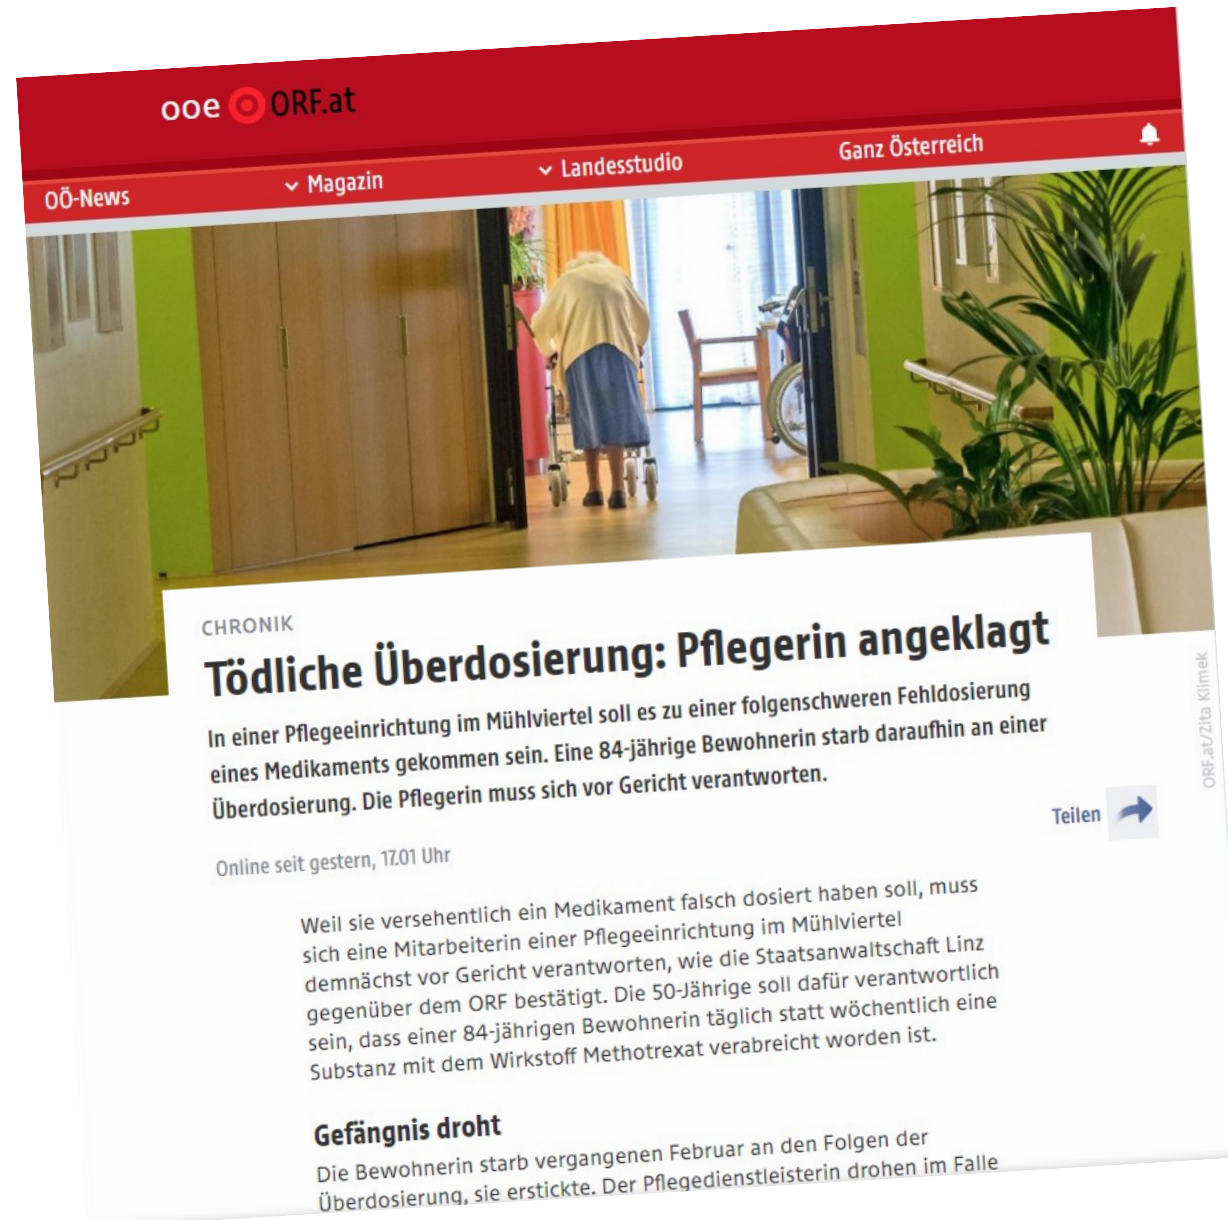 ooe ORF.at
OÖ-News Magazin Landesstudio Ganz Österreich
CHRONIK
Tödliche Überdosierung: Pflegerin angeklagt
In einer Pflegeeinrichtung im Mühlviertel soll es zu einer folgenschweren Fehldosierung
eines Medikaments gekommen sein. Eine 84-jährige Bewohnerin starb daraufhin an einer
Überdosierung. Die Pflegerin muss sich vor Gericht verantworten.
ORF.at/Zita Klimek
Teilen
Online seit gestern, 17.01 Uhr
Weil sie versehentlich ein Medikament falsch dosiert haben soll, muss
sich eine Mitarbeiterin einer Pflegeeinrichtung im Mühlviertel
demnächst vor Gericht verantworten, wie die Staatsanwaltschaft Linz
gegenüber dem ORF bestätigt. Die 50-Jährige soll dafür verantwortlich
sein, dass einer 84-jährigen Bewohnerin täglich statt wöchentlich eine
Substanz mit dem Wirkstoff Methotrexat verabreicht worden ist.
Gefängnis droht
Die Bewohnerin starb vergangenen Februar an den Folgen der
Überdosierung, sie erstickte. Der Pflegedienstleisterin drohen im Falle